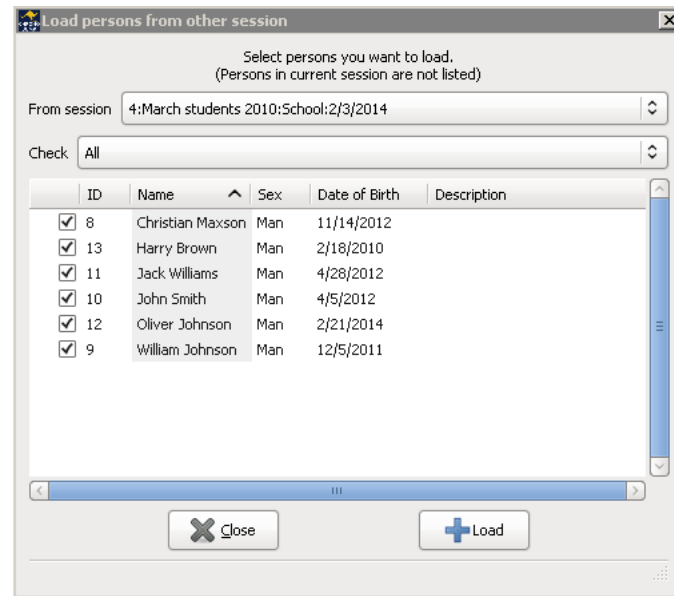 Load persons from other session
Select persons you want to load.
(Persons in current session are not listed)
From session 4:March students 2010:School:2/3/2014
Check All
ID Name Sex Date of Birth Description
8 Christian Maxson Man 11/14/2012
13 Harry Brown Man 2/18/2010
11 Jack Williams Man 4/28/2012
10 John Smith Man 4/5/2012
12 Oliver Johnson Man 2/21/2014
9 William Johnson Man 12/5/2011
Close Load